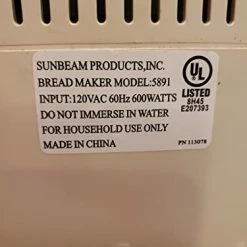 SUNBEAM PRODUCTS,INC.
BREAD MAKER MODEL:5891
INPUT:120VAC 60Hz 600WATTS
DO NOT IMMERSE IN WATER
FOR HOUSEHOLD USE ONLY
MADE IN CHINA
UL
LISTED
8H45
E207393
PN 113078